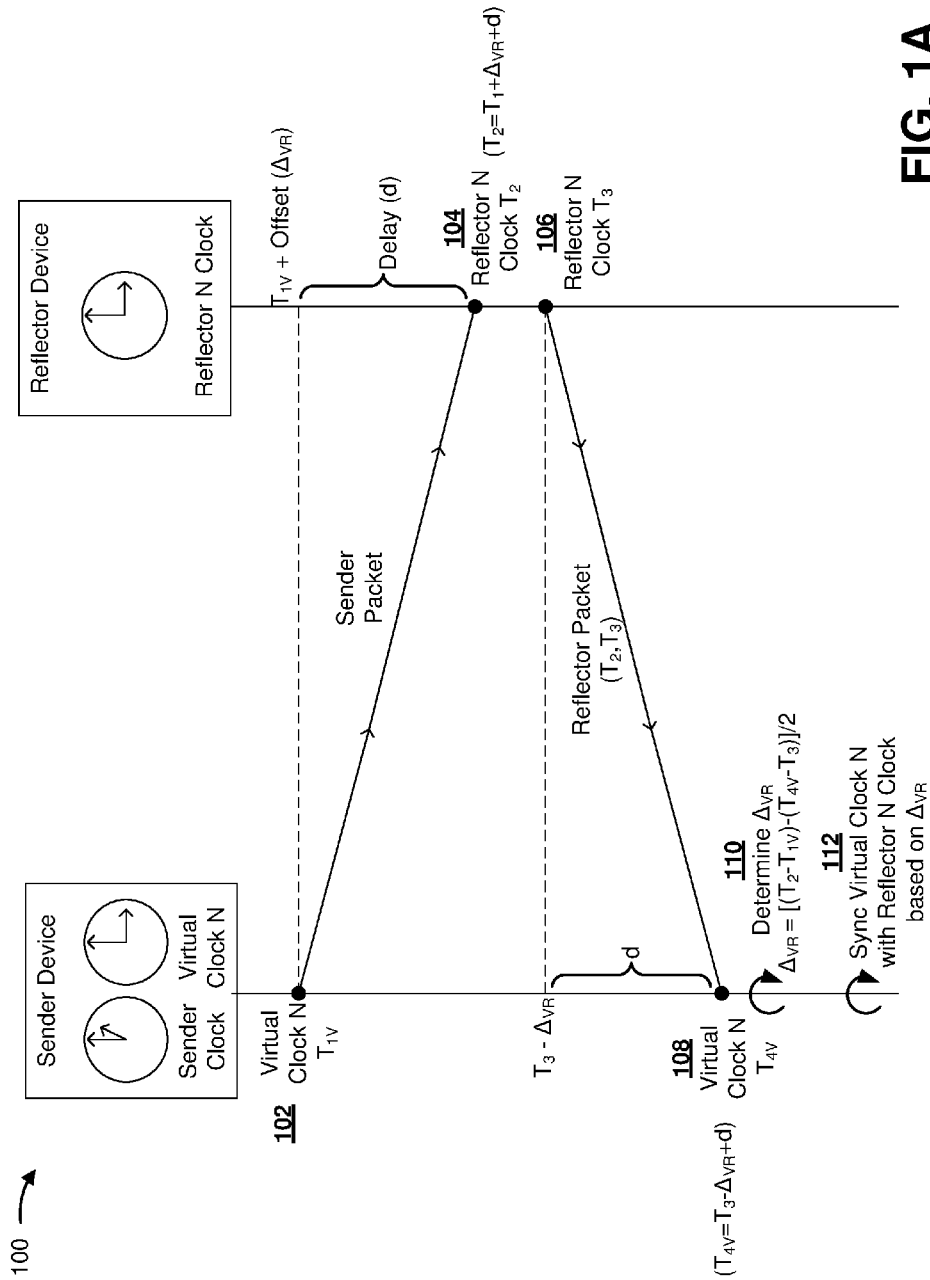 100
Sender Device
Sender
Clock
Virtual
Clock N
Reflector Device
Reflector N Clock
102
Virtual
Clock N
T₁ᵥ
T₁ᵥ + Offset (Δᵥᵣ)
Delay (d)
Sender
Packet
104
Reflector N
Clock T₂
(T₂=T₁+Δᵥᵣ+d)
106
Reflector N
Clock T₃
T₃ - Δᵥᵣ
Reflector Packet
(T₂,T₃)
d
108
Virtual
Clock N
T₄ᵥ
(T₄ᵥ=T₃-Δᵥᵣ+d)
110
Determine Δᵥᵣ
Δᵥᵣ = [(T₂-T₁ᵥ)-(T₄ᵥ-T₃)]/2
112
Sync Virtual Clock N
with Reflector N Clock
based on Δᵥᵣ
FIG. 1A